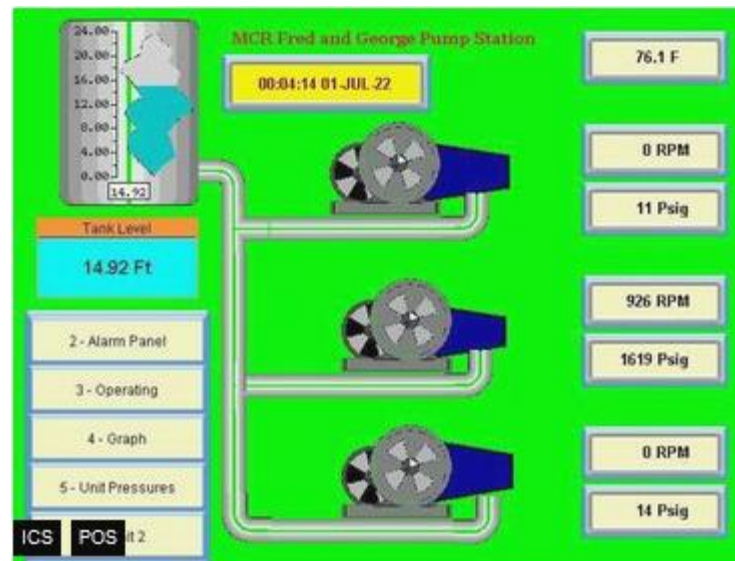 24.00
20.00
16.00
12.00
8.00
4.00
0.00
14.92
MCR Fred and George Pump Station
00:04:14 01-JUL-22
76.1 F
0 RPM
11 Psig
Tank Level
14.92 Ft
926 RPM
1619 Psig
2 - Alarm Panel
3 - Operating
4 - Graph
5 - Unit Pressures
0 RPM
14 Psig
ICS POS it 2